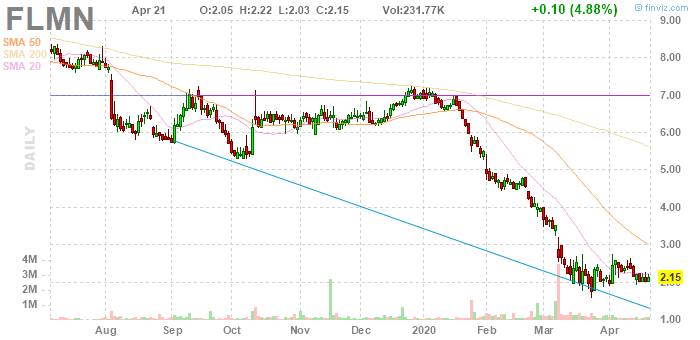 FLMN
Apr 21 O:2.05 H:2.22 L:2.03 C:2.15 Vol:231.77K +0.10 (4.88%)
© finviz.com
SMA 50
SMA 200
SMA 20
DAILY
9.00
8.00
7.00
6.00
5.00
4.00
3.00
2.15
1.00
4M
3M
2M
1M
Aug Sep Oct Nov Dec 2020 Feb Mar Apr